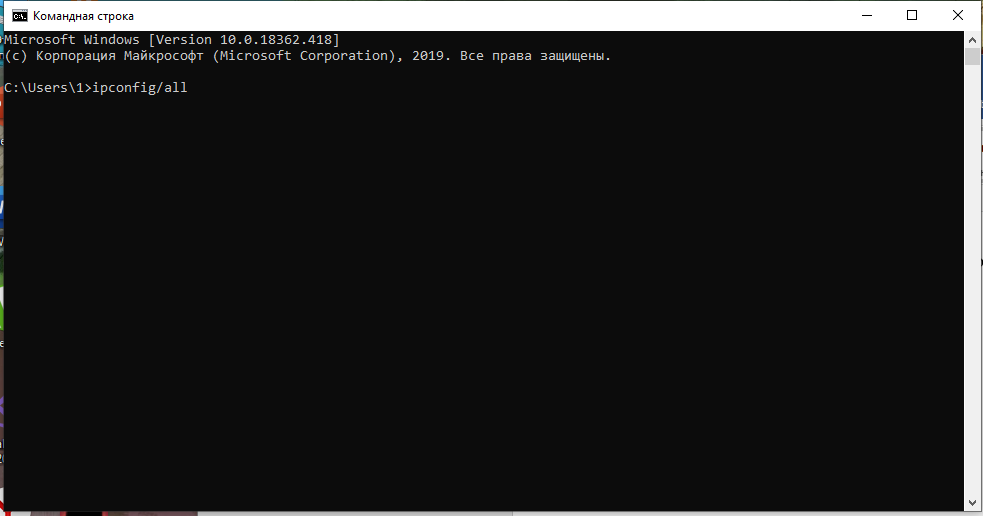 Командная строка
Microsoft Windows [Version 10.0.18362.418]
(c) Корпорация Майкрософт (Microsoft Corporation), 2019. Все права защищены.
C:\Users\1>ipconfig/all